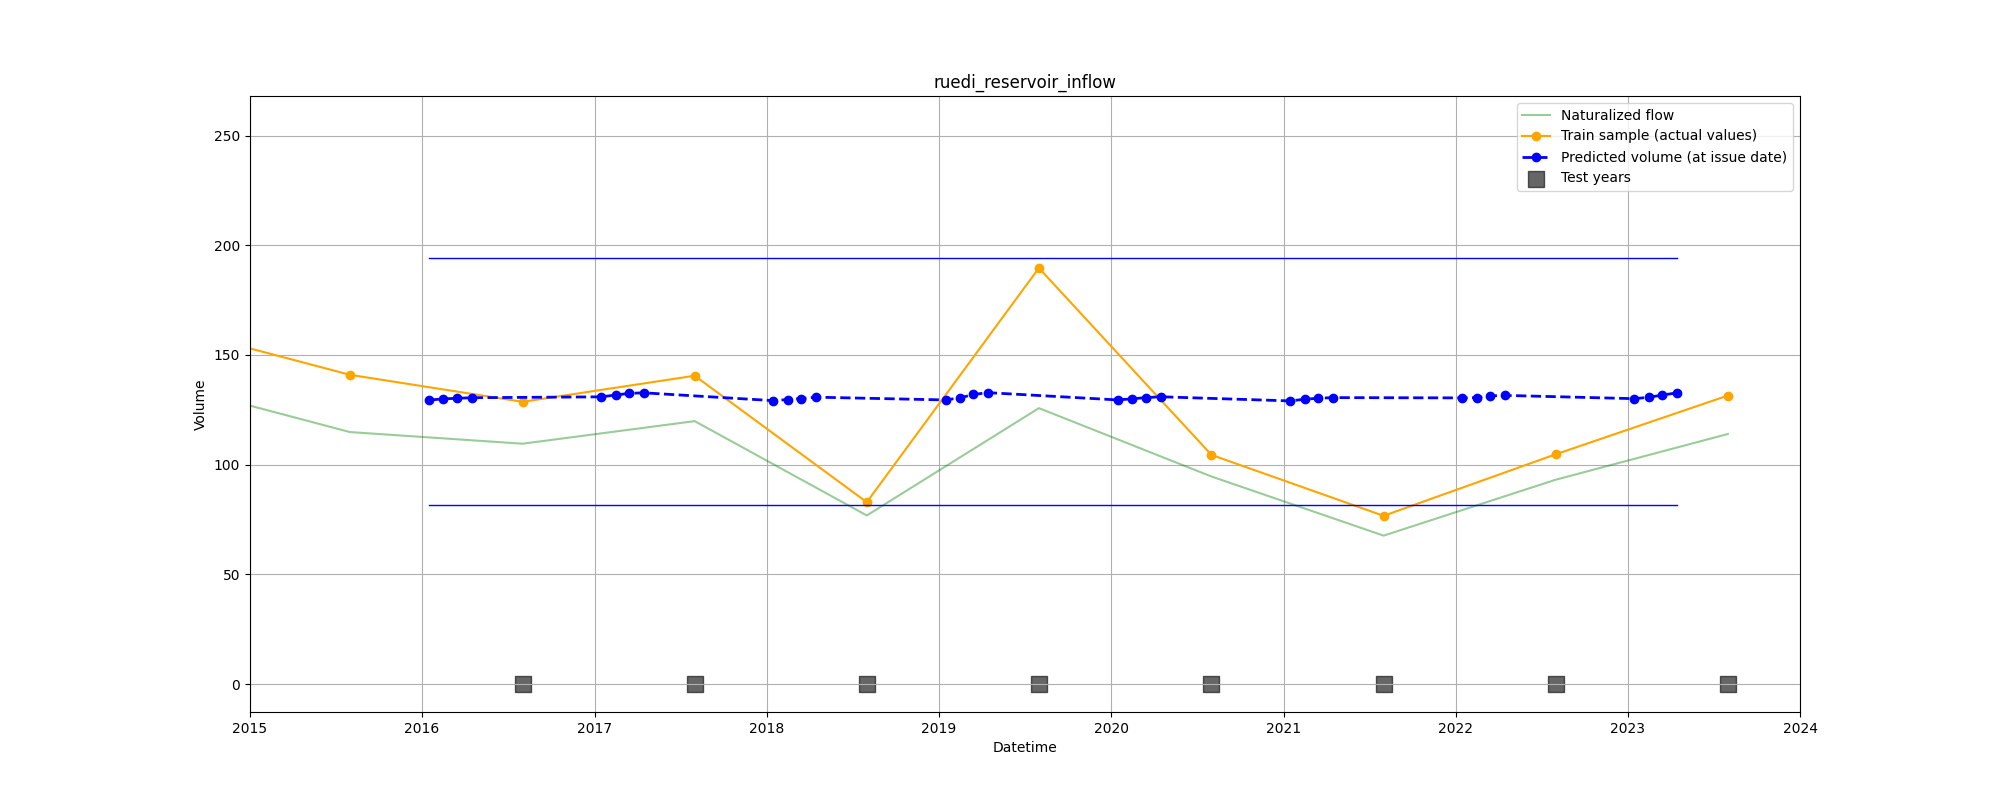 ruedi_reservoir_inflow
Naturalized flow
Train sample (actual values)
Predicted volume (at issue date)
Test years
250
200
150
100
50
0
Volume
2015 2016 2017 2018 2019 2020 2021 2022 2023 2024
Datetime